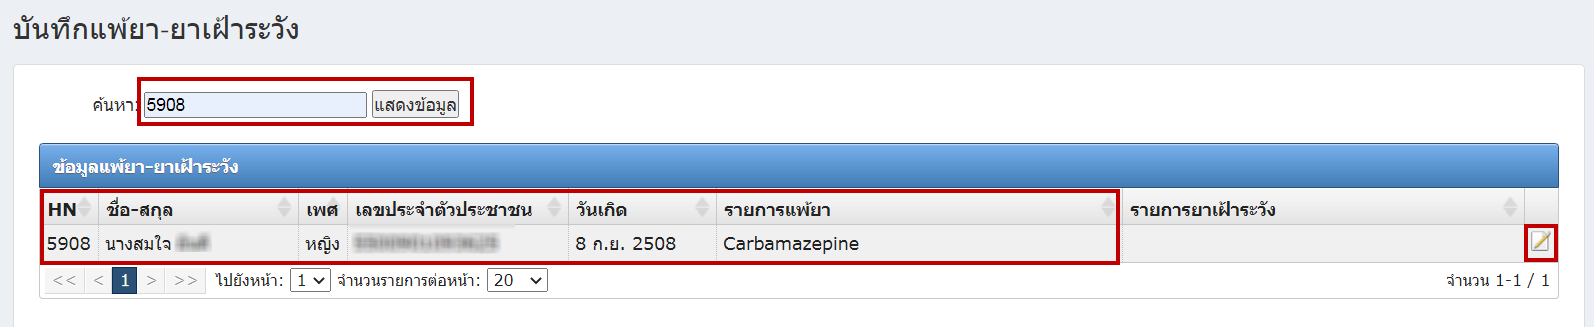 บันทึกแพ้ยา-ยาเฝ้าระวัง
ค้นหา: 5908 แสดงข้อมูล
ข้อมูลแพ้ยา-ยาเฝ้าระวัง
HN ชื่อ-สกุล เพศ เลขประจำตัวประชาชน วันเกิด รายการแพ้ยา รายการยาเฝ้าระวัง
5908 นางสมใจ หญิง 8 ก.ย. 2508 Carbamazepine
<< < 1 > >> ไปยังหน้า: 1 จำนวนรายการต่อหน้า: 20 จำนวน 1-1 / 1